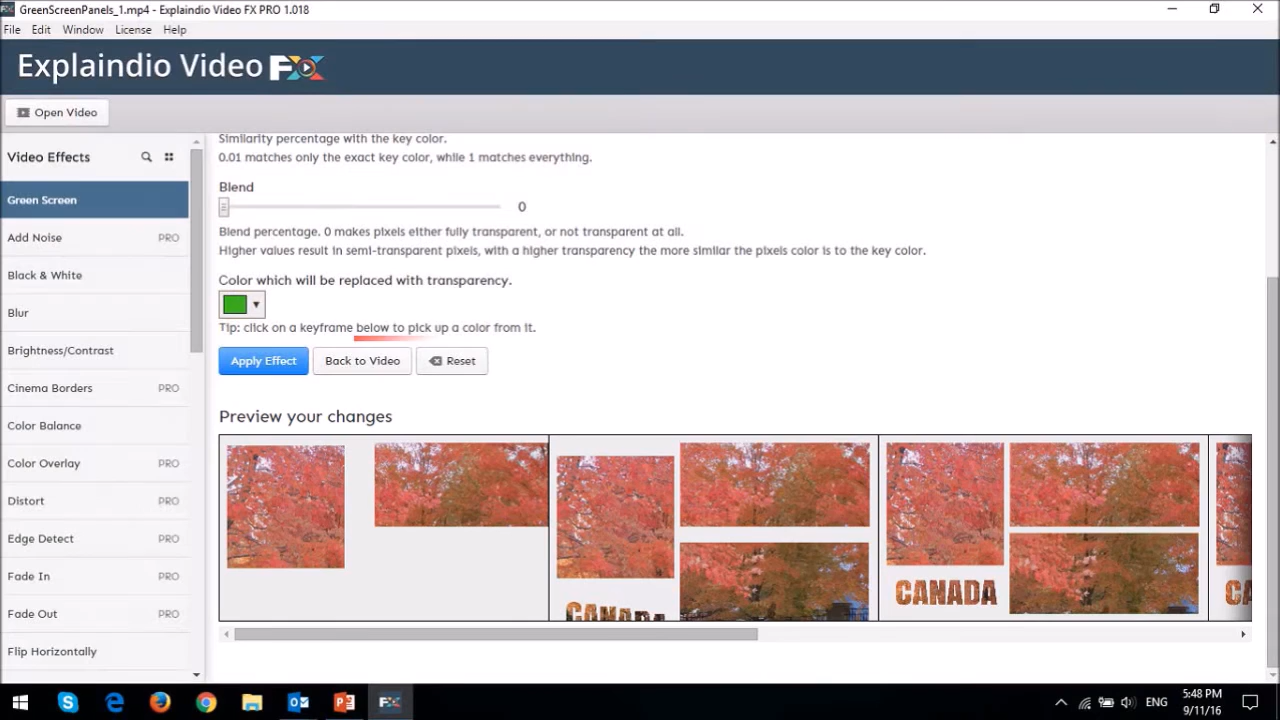 GreenScreenPanels_1.mp4 - Explaindio Video FX PRO 1.018
File Edit Window License Help
Explaindio Video FX
Open Video
Video Effects
Green Screen
Add Noise PRO
Black & White
Blur
Brightness/Contrast
Cinema Borders PRO
Color Balance
Color Overlay PRO
Distort PRO
Edge Detect PRO
Fade In PRO
Fade Out PRO
Flip Horizontally
Similarity percentage with the key color.
0.01 matches only the exact key color, while 1 matches everything.
Blend
0
Blend percentage. 0 makes pixels either fully transparent, or not transparent at all.
Higher values result in semi-transparent pixels, with a higher transparency the more similar the pixels color is to the key color.
Color which will be replaced with transparency.
Tip: click on a keyframe below to pick up a color from it.
Apply Effect Back to Video Reset
Preview your changes
CANADA CANADA CA
FX
ENG
5:48 PM
9/11/16